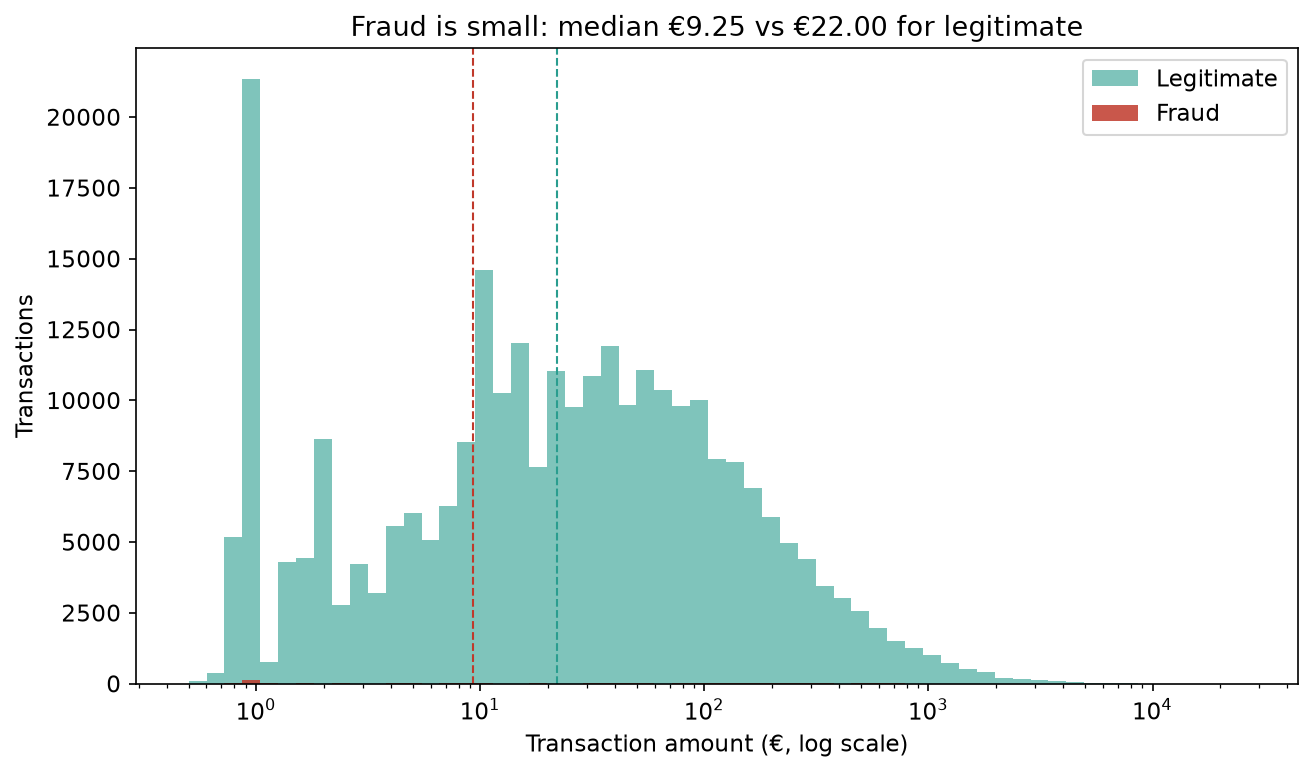 Fraud is small: median €9.25 vs €22.00 for legitimate
Legitimate
Fraud
Transactions
20000
17500
15000
12500
10000
7500
5000
2500
0
10⁰ 10¹ 10² 10³ 10⁴
Transaction amount (€, log scale)